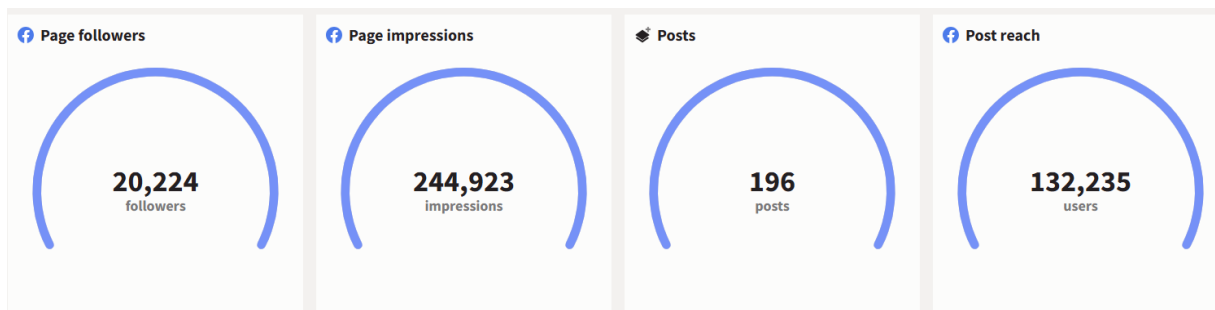 Page followers
20,224
followers
Page impressions
244,923
impressions
Posts
196
posts
Post reach
132,235
users